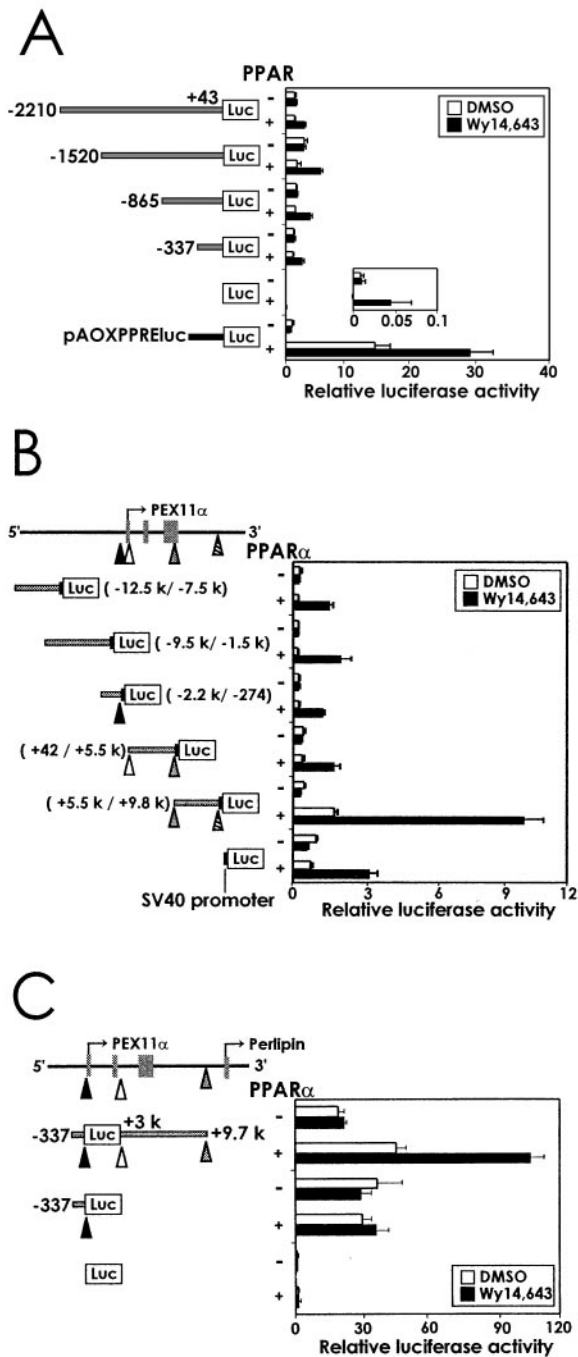 A
PPAR
-2210 +43 Luc - +
-1520 Luc - +
-865 Luc - +
-337 Luc - +
Luc - +
pAOXPPREluc Luc - +
DMSO
Wy14,643
0 0.05 0.1
0 10 20 30 40
Relative luciferase activity
B
PEX11α
5' 3'
PPARα
Luc (-12.5 k/ -7.5 k) - +
Luc (-9.5 k/ -1.5 k) - +
Luc (-2.2 k/ -274) - +
(+42 / +5.5 k) Luc - +
(+5.5 k/ +9.8 k) Luc - +
Luc - +
SV40 promoter
DMSO
Wy14,643
0 3 6 9 12
Relative luciferase activity
C
PEX11α Perlipin
5' 3'
PPARα
-337 Luc +3 k +9.7 k - +
-337 Luc - +
Luc - +
DMSO
Wy14,643
0 30 60 90 120
Relative luciferase activity